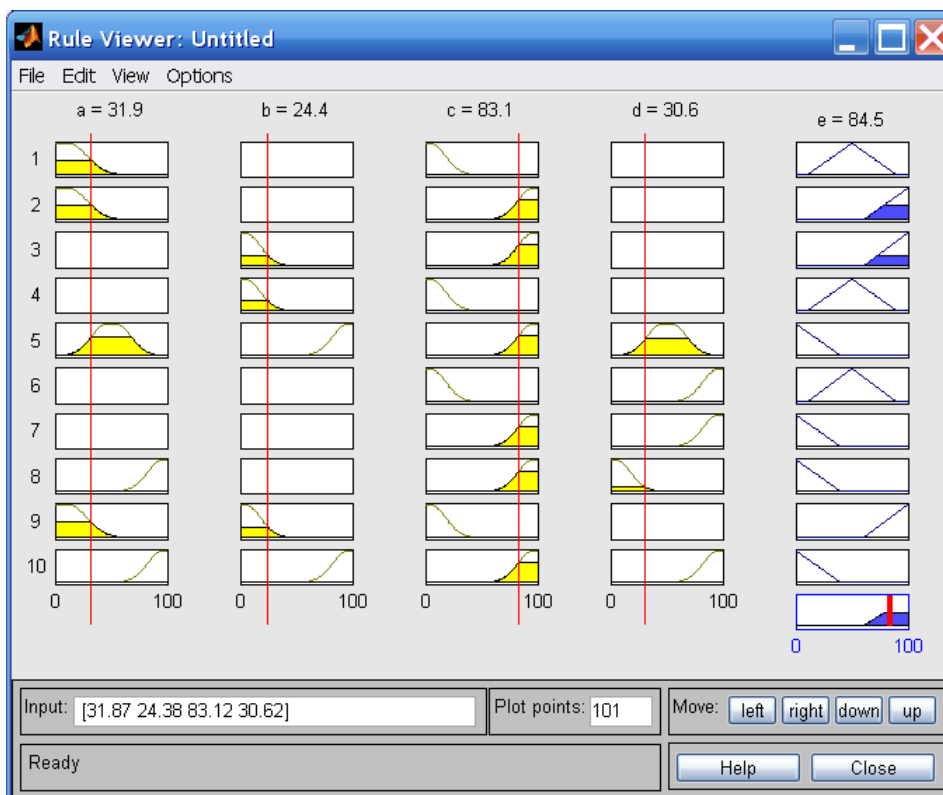 Rule Viewer: Untitled
File Edit View Options
a = 31.9 b = 24.4 c = 83.1 d = 30.6 e = 84.5
1
2
3
4
5
6
7
8
9
10
0 100 0 100 0 100 0 100
0 100
Input: [31.87 24.38 83.12 30.62] Plot points: 101 Move: left right down up
Ready Help Close